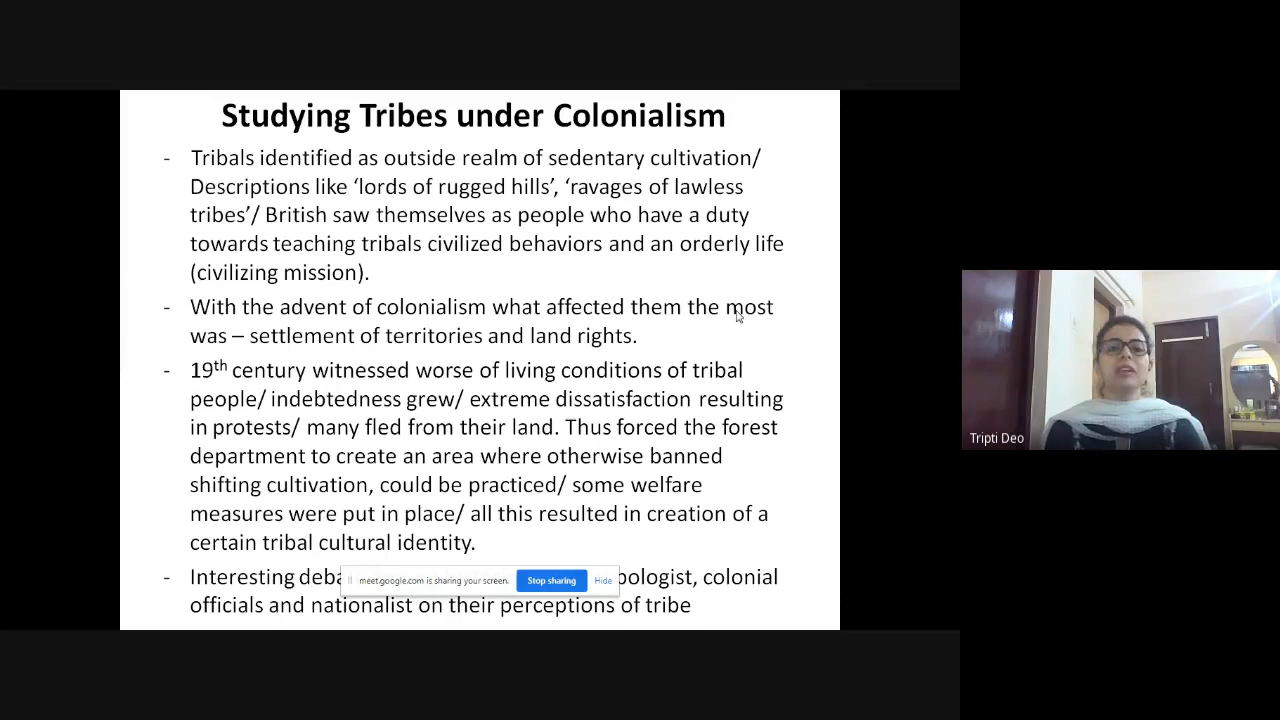 Studying Tribes under Colonialism
- Tribals identified as outside realm of sedentary cultivation/
Descriptions like ‘lords of rugged hills’, ‘ravages of lawless
tribes’/ British saw themselves as people who have a duty
towards teaching tribals civilized behaviors and an orderly life
(civilizing mission).
- With the advent of colonialism what affected them the most
was – settlement of territories and land rights.
- 19th century witnessed worse of living conditions of tribal
people/ indebtedness grew/ extreme dissatisfaction resulting
in protests/ many fled from their land. Thus forced the forest
department to create an area where otherwise banned
shifting cultivation, could be practiced/ some welfare
measures were put in place/ all this resulted in creation of a
certain tribal cultural identity.
- Interesting
officials and nationalist on their perceptions of tribe
colonial
meet.google.com is sharing your screen.
Stop sharing
Hide
Tripti Deo